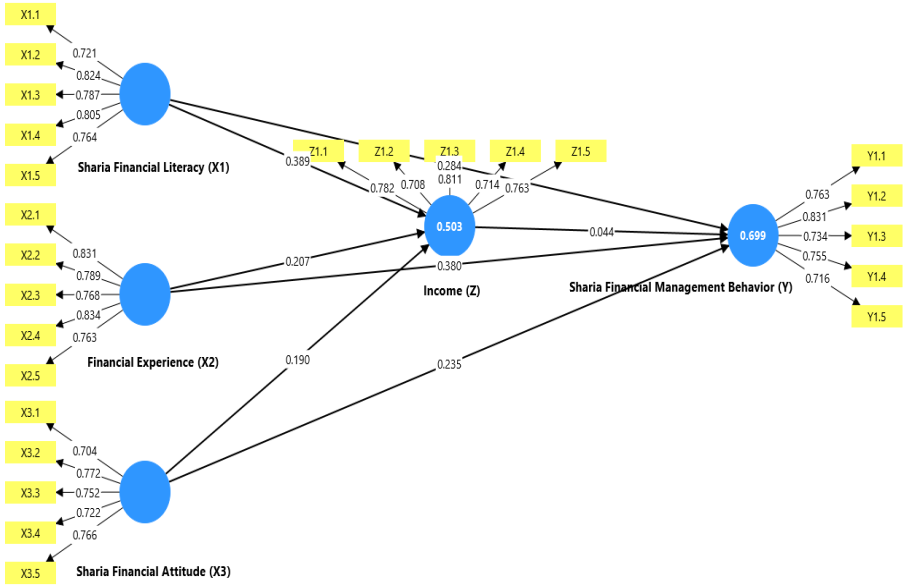 X1.1
0.721
X1.2
0.824
X1.3
0.787
X1.4
0.805
0.764
X1.5
Sharia Financial Literacy (X1)
Z1.1
Z1.2
Z1.3
Z1.4
Z1.5
0.389
0.284
0.782
0.708
0.811
0.714
0.763
0.503
Income (Z)
X2.1
0.831
X2.2
0.789
X2.3
0.768
X2.4
0.834
0.763
X2.5
Financial Experience (X2)
0.207
0.380
0.044
0.190
0.235
X3.1
0.704
X3.2
0.772
X3.3
0.752
X3.4
0.722
0.766
X3.5
Sharia Financial Attitude (X3)
0.699
Sharia Financial Management Behavior (Y)
Y1.1
0.763
Y1.2
0.831
Y1.3
0.734
0.755
Y1.4
0.716
Y1.5